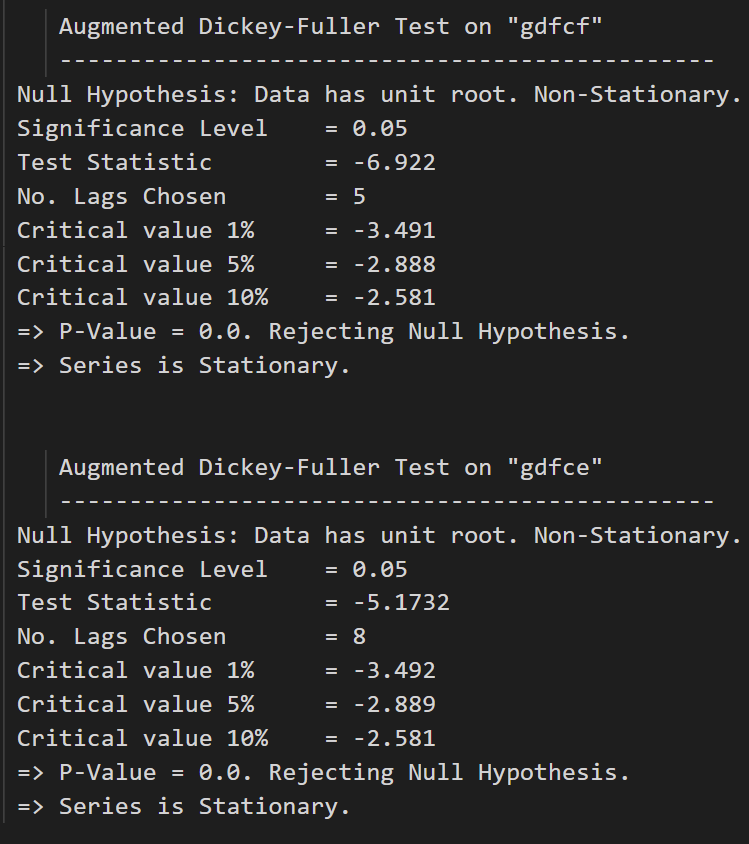 Augmented Dickey-Fuller Test on "gdfcf"
-----------------------------------------------
Null Hypothesis: Data has unit root. Non-Stationary.
Significance Level    = 0.05
Test Statistic        = -6.922
No. Lags Chosen       = 5
Critical value 1%     = -3.491
Critical value 5%     = -2.888
Critical value 10%    = -2.581
=> P-Value = 0.0. Rejecting Null Hypothesis.
=> Series is Stationary.
Augmented Dickey-Fuller Test on "gdfce"
-----------------------------------------------
Null Hypothesis: Data has unit root. Non-Stationary.
Significance Level    = 0.05
Test Statistic        = -5.1732
No. Lags Chosen       = 8
Critical value 1%     = -3.492
Critical value 5%     = -2.889
Critical value 10%    = -2.581
=> P-Value = 0.0. Rejecting Null Hypothesis.
=> Series is Stationary.